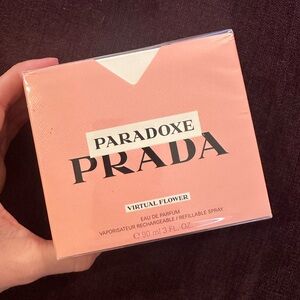 PARADOXE
PRADA
VIRTUAL FLOWER
EAU DE PARFUM
VAPORISATEUR RECHARGEABLE / REFILLABLE SPRAY
℮ 90 ml 3 FL. OZ.